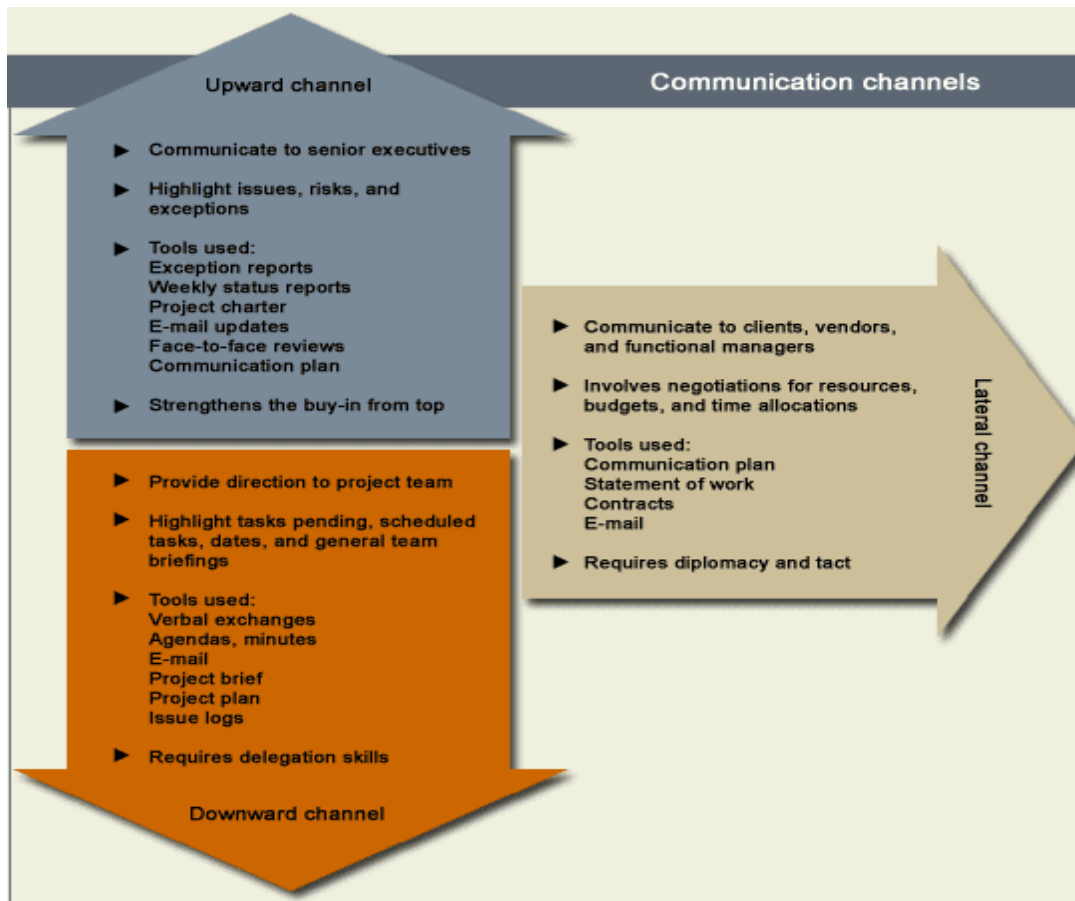 Communication channels
Upward channel
Communicate to senior executives
Highlight issues, risks, and
exceptions
Tools used:
Exception reports
Weekly status reports
Project charter
E-mail updates
Face-to-face reviews
Communication plan
Strengthens the buy-in from top
Communicate to clients, vendors,
and functional managers
Involves negotiations for resources,
budgets, and time allocations
Tools used:
Communication plan
Statement of work
Contracts
E-mail
Requires diplomacy and tact
Lateral channel
Provide direction to project team
Highlight tasks pending, scheduled
tasks, dates, and general team
briefings
Tools used:
Verbal exchanges
Agendas, minutes
E-mail
Project brief
Project plan
Issue logs
Requires delegation skills
Downward channel